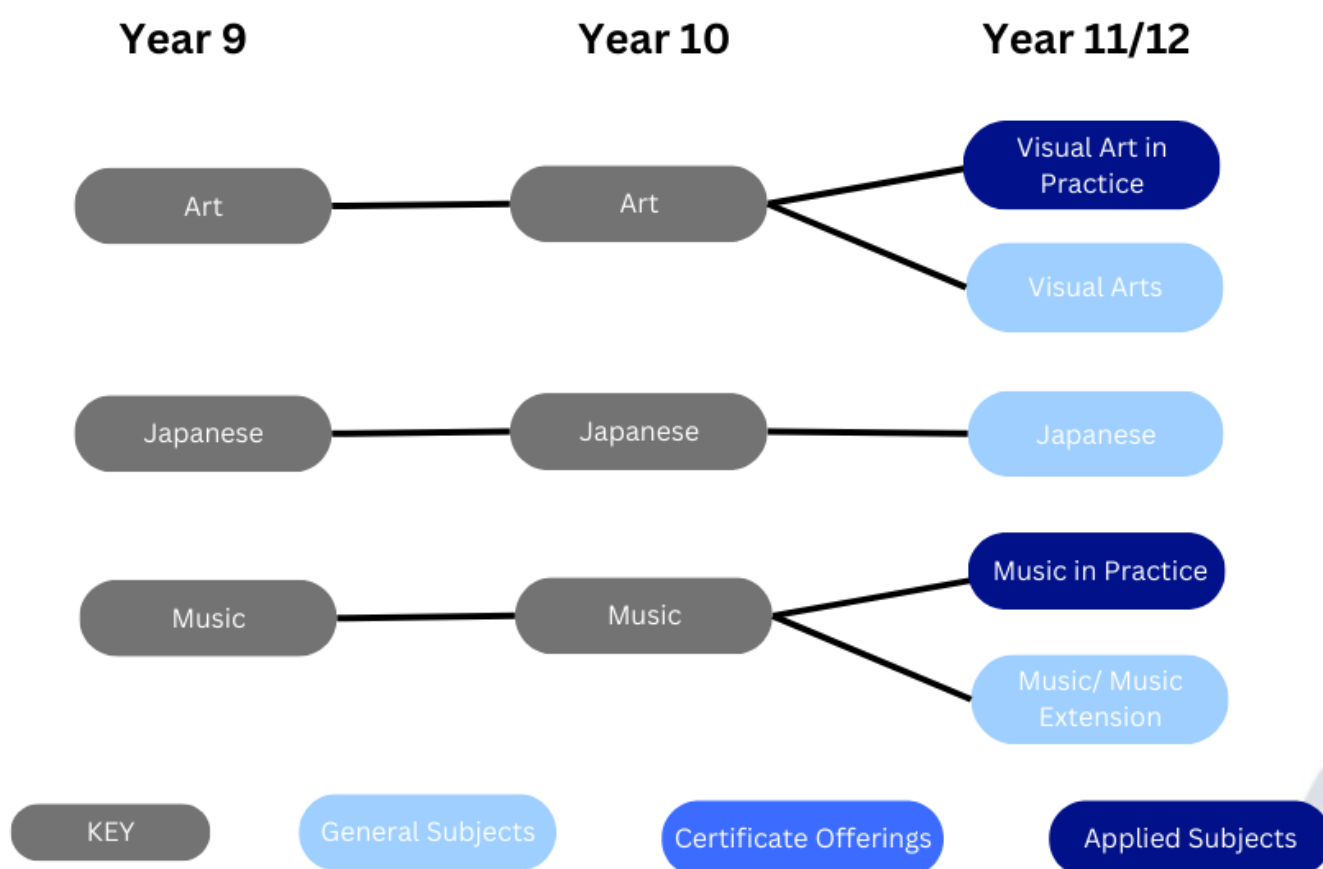 Year 9
Year 10
Year 11/12
Art
Art
Visual Art in
Practice
Visual Arts
Japanese
Japanese
Japanese
Music
Music
Music in Practice
Music/ Music
Extension
KEY
General Subjects
Certificate Offerings
Applied Subjects